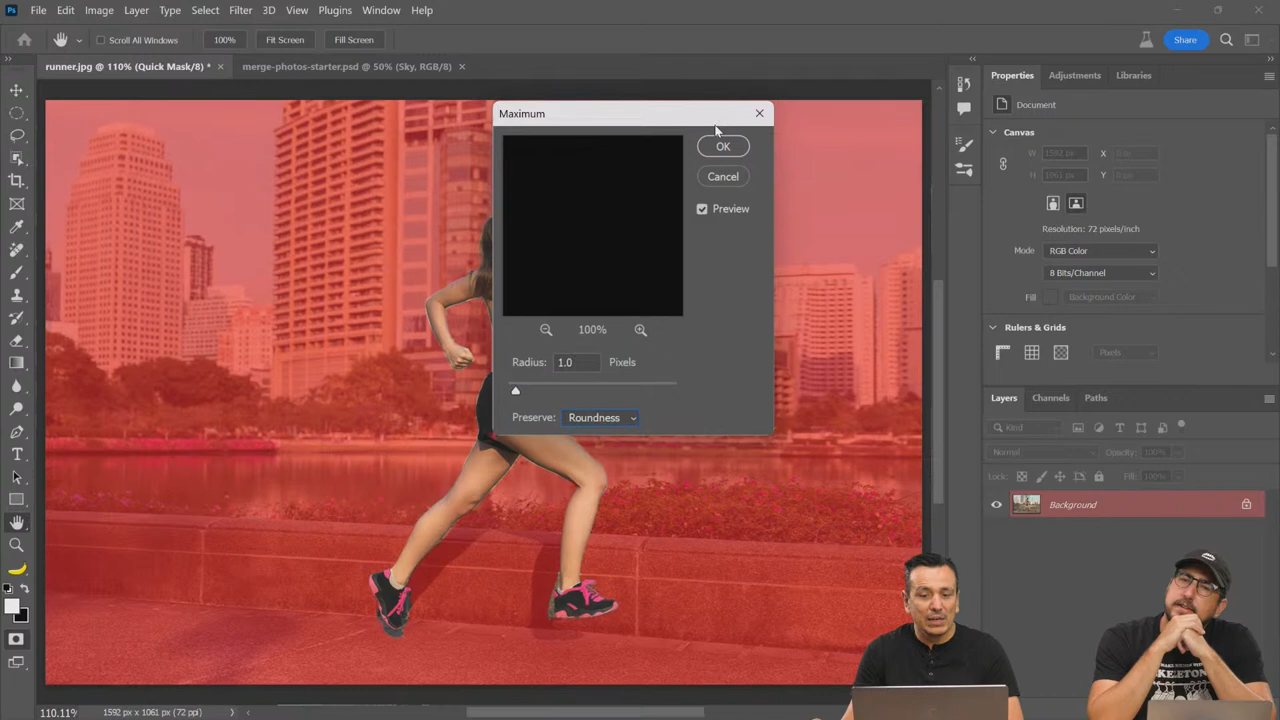 Ps File Edit Image Layer Type Select Filter 3D View Plugins Window Help
Scroll All Windows 100% Fit Screen Fill Screen Share
runner.jpg @ 110% (Quick Mask/8) * × merge-photos-starter.psd @ 50% (Sky, RGB/8) ×
Maximum
OK
Cancel
Preview
100%
Radius: 1.0 Pixels
Preserve: Roundness
Properties Adjustments Libraries
Document
Canvas
W 1592 px X 0 px
H 1061 px Y 0 px
Resolution: 72 pixels/inch
Mode RGB Color
8 Bits/Channel
Fill Background Color
Rulers & Grids
Pixels
Layers Channels Paths
Kind
Normal Opacity: 100%
Lock: Fill: 100%
Background
SKELETON
110.11% 1592 px x 1061 px (72 ppi)